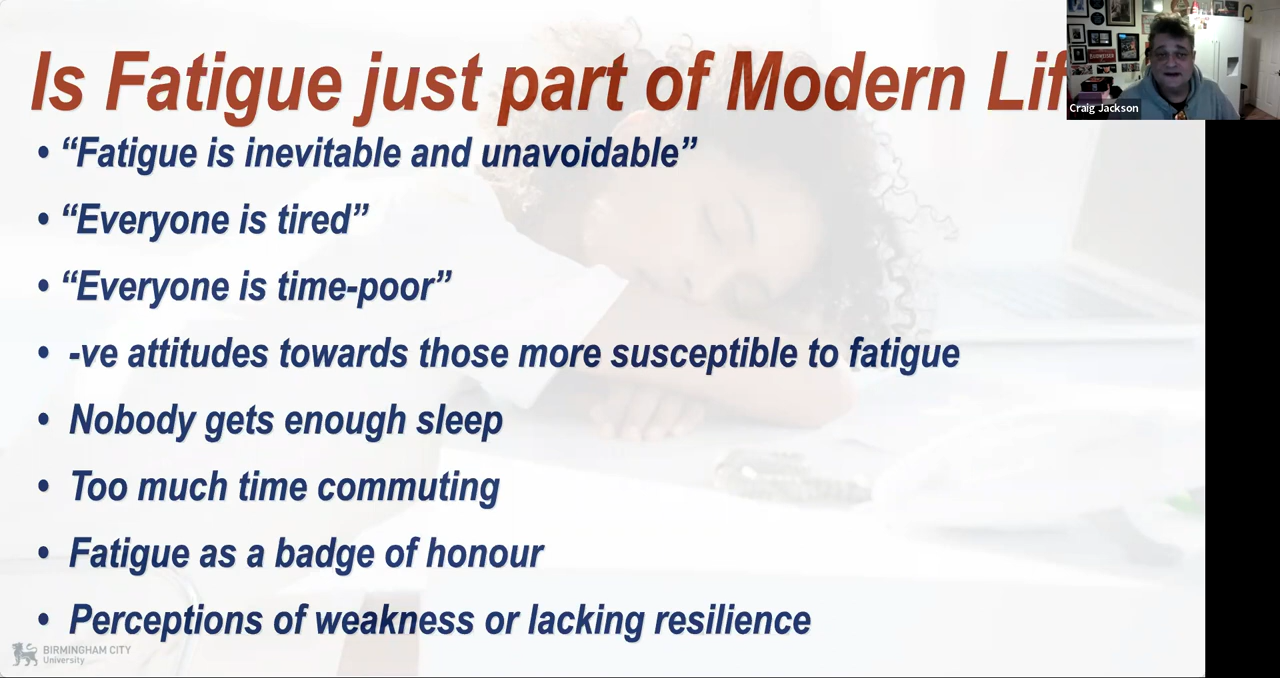 Is Fatigue just part of Modern Lif
• “Fatigue is inevitable and unavoidable”
• “Everyone is tired”
• “Everyone is time-poor”
• -ve attitudes towards those more susceptible to fatigue
• Nobody gets enough sleep
• Too much time commuting
• Fatigue as a badge of honour
• Perceptions of weakness or lacking resilience
BIRMINGHAM CITY
University
Craig Jackson